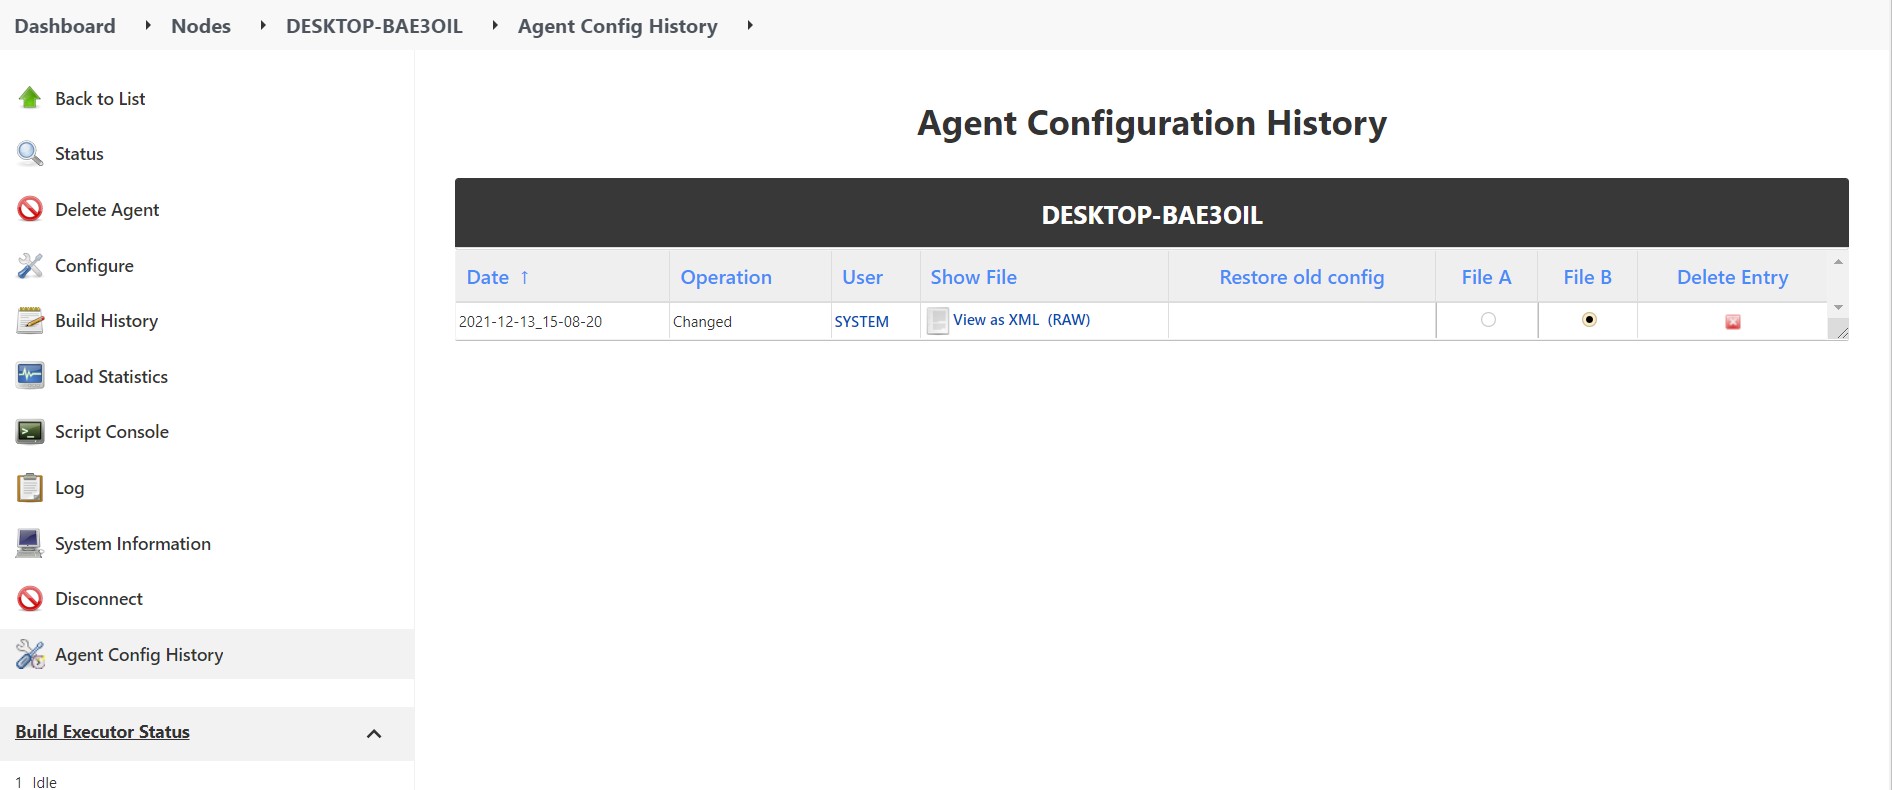 Dashboard Nodes DESKTOP-BAE3OIL Agent Config History
Back to List
Status
Delete Agent
Configure
Build History
Load Statistics
Script Console
Log
System Information
Disconnect
Agent Config History
Build Executor Status
1 Idle
Agent Configuration History
DESKTOP-BAE3OIL
Date ↑ Operation User Show File Restore old config File A File B Delete Entry
2021-12-13_15-08-20 Changed SYSTEM View as XML (RAW)